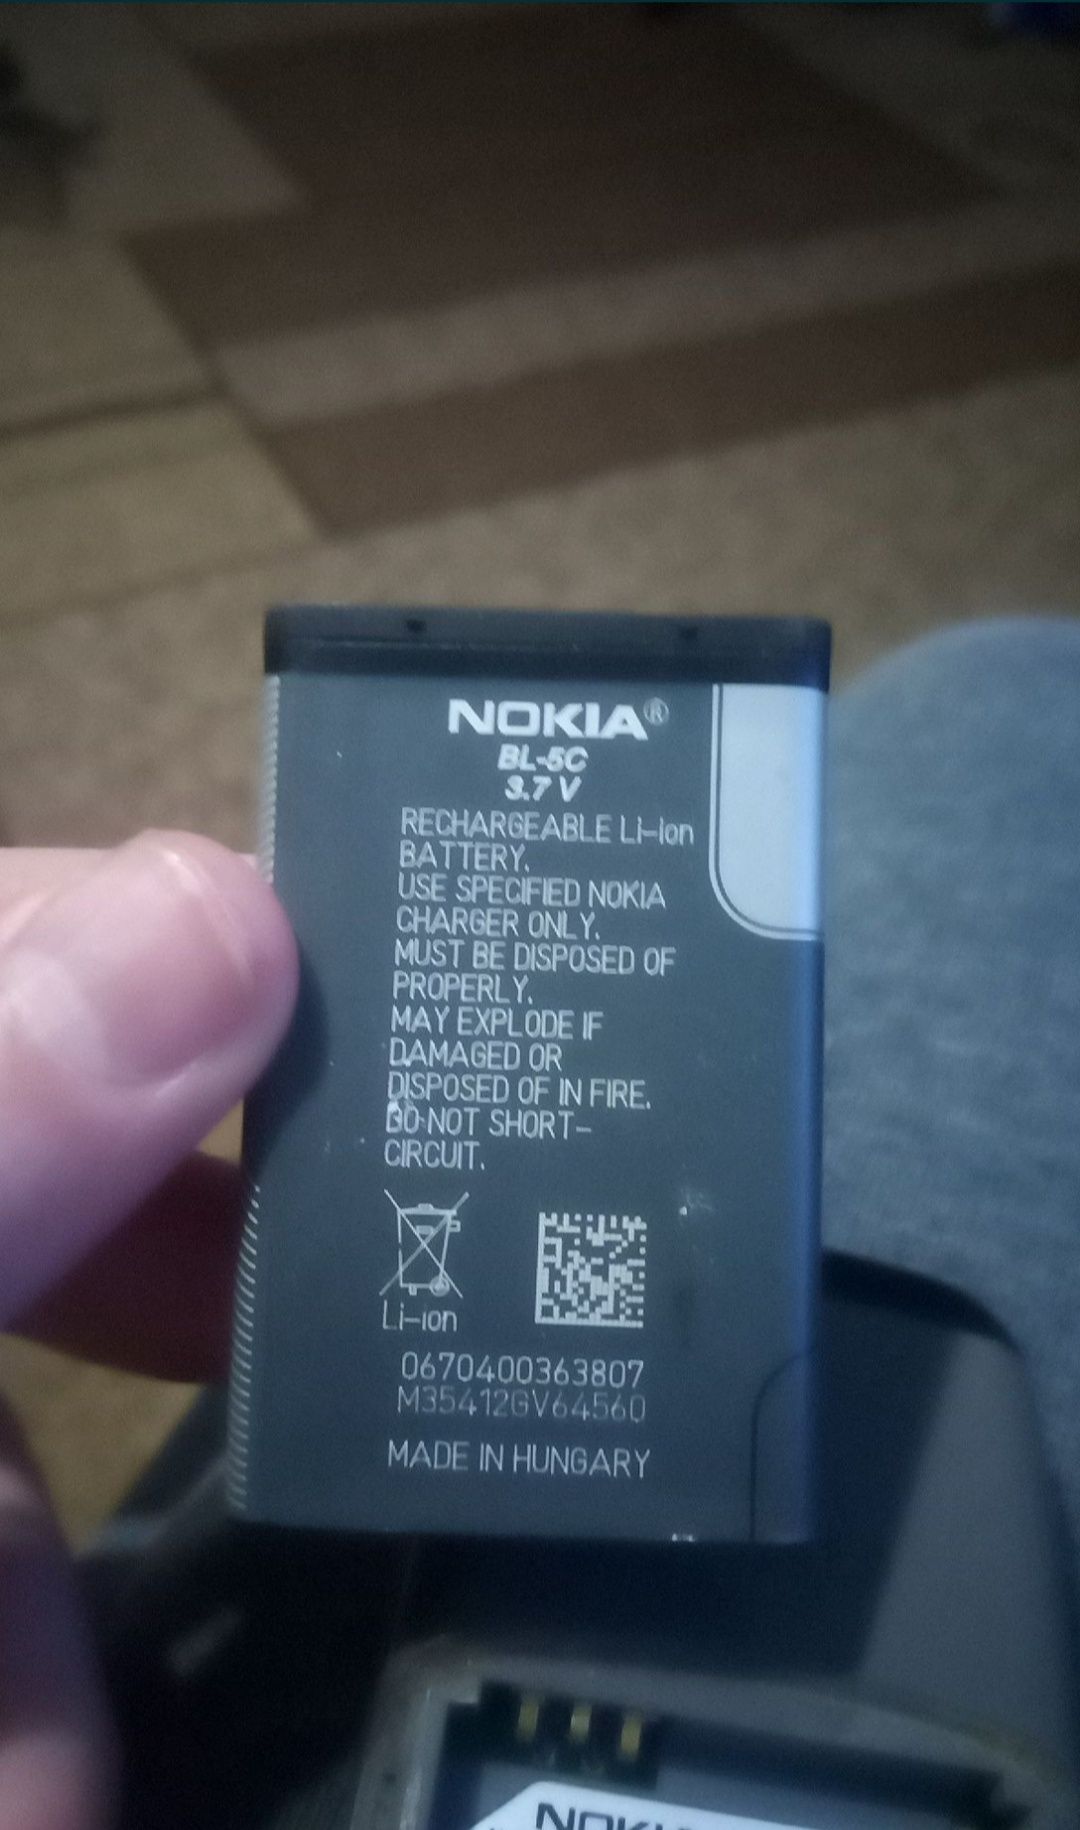 NOKIA®
BL-5C
3.7 V
RECHARGEABLE Li-ion
BATTERY.
USE SPECIFIED NOKIA
CHARGER ONLY.
MUST BE DISPOSED OF
PROPERLY.
MAY EXPLODE IF
DAMAGED OR
DISPOSED OF IN FIRE.
DO NOT SHORT-
CIRCUIT.
Li-ion
0670400363807
M35412GV64560
MADE IN HUNGARY
NOKI